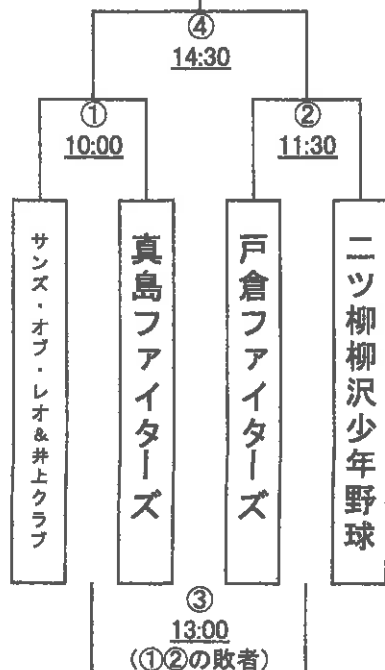 ④
14:30
①
10:00
②
11:30
サンズ・オブ・レオ&井上クラブ
真島ファイターズ
戸倉ファイターズ
二ツ柳柳沢少年野球
③
13:00
(①②の敗者)